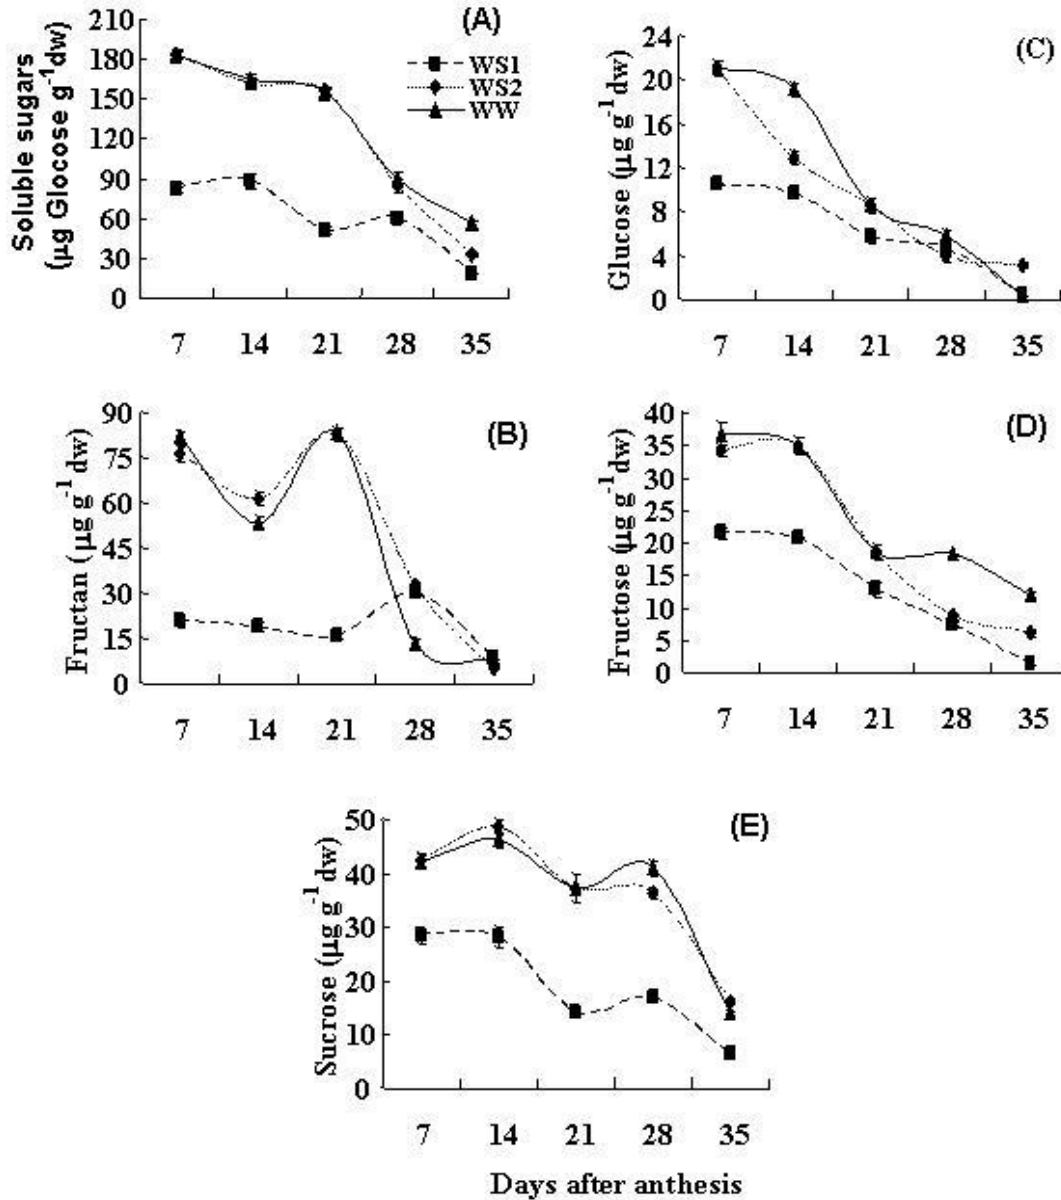 (A)
Soluble sugars
(µg Glocose g⁻¹dw)
210
180
150
120
90
60
30
0
WS1
WS2
WW
7 14 21 28 35
(C)
Glucose (µg g⁻¹ dw)
24
20
16
12
8
4
0
7 14 21 28 35
(B)
Fructan (µg g⁻¹ dw)
90
75
60
45
30
15
0
7 14 21 28 35
(D)
Fructose (µg g⁻¹ dw)
40
35
30
25
20
15
10
5
0
7 14 21 28 35
(E)
Sucrose (µg g⁻¹ dw)
50
40
30
20
10
0
7 14 21 28 35
Days after anthesis